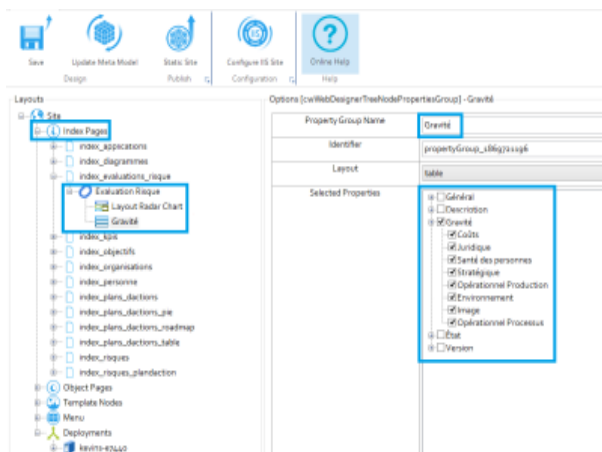 Save
Update Meta Model
Static Site
Configure IIS Site
Online Help
Design
Publish
Configuration
Help
Layouts
Site
Index Pages
index_applications
index_diagrammes
index_evaluations_risque
Evaluation Risque
Layout Radar Chart
Gravité
index_kpis
index_objectifs
index_organisations
index_personne
index_plans_dactions
index_plans_dactions_pie
index_plans_dactions_roadmap
index_plans_dactions_table
index_risques
index_risques_plandaction
Object Pages
Template Nodes
Menu
Deployments
Options [cwWebDesignerTreeNodePropertiesGroup] - Gravité
Property Group Name
Gravité
Identifier
propertyGroup_1869721196
Layout
table
Selected Properties
Général
Description
Gravité
Coûts
Juridique
Santé des personnes
Stratégique
Opérationnel Production
Environnement
Image
Opérationnel Processus
État
Version